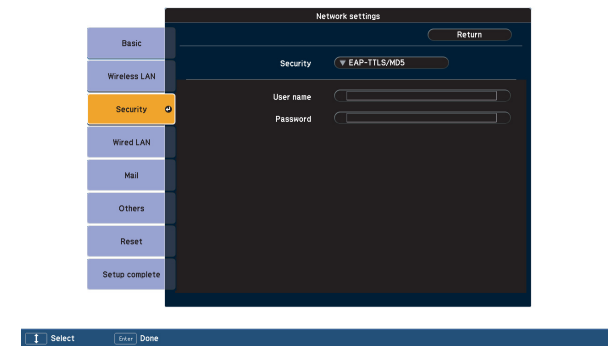 Network settings
Return
Basic
Security ▼ EAP-TTLS/MD5
Wireless LAN
User name
Security
Password
Wired LAN
Mail
Others
Reset
Setup complete
Select Enter Done